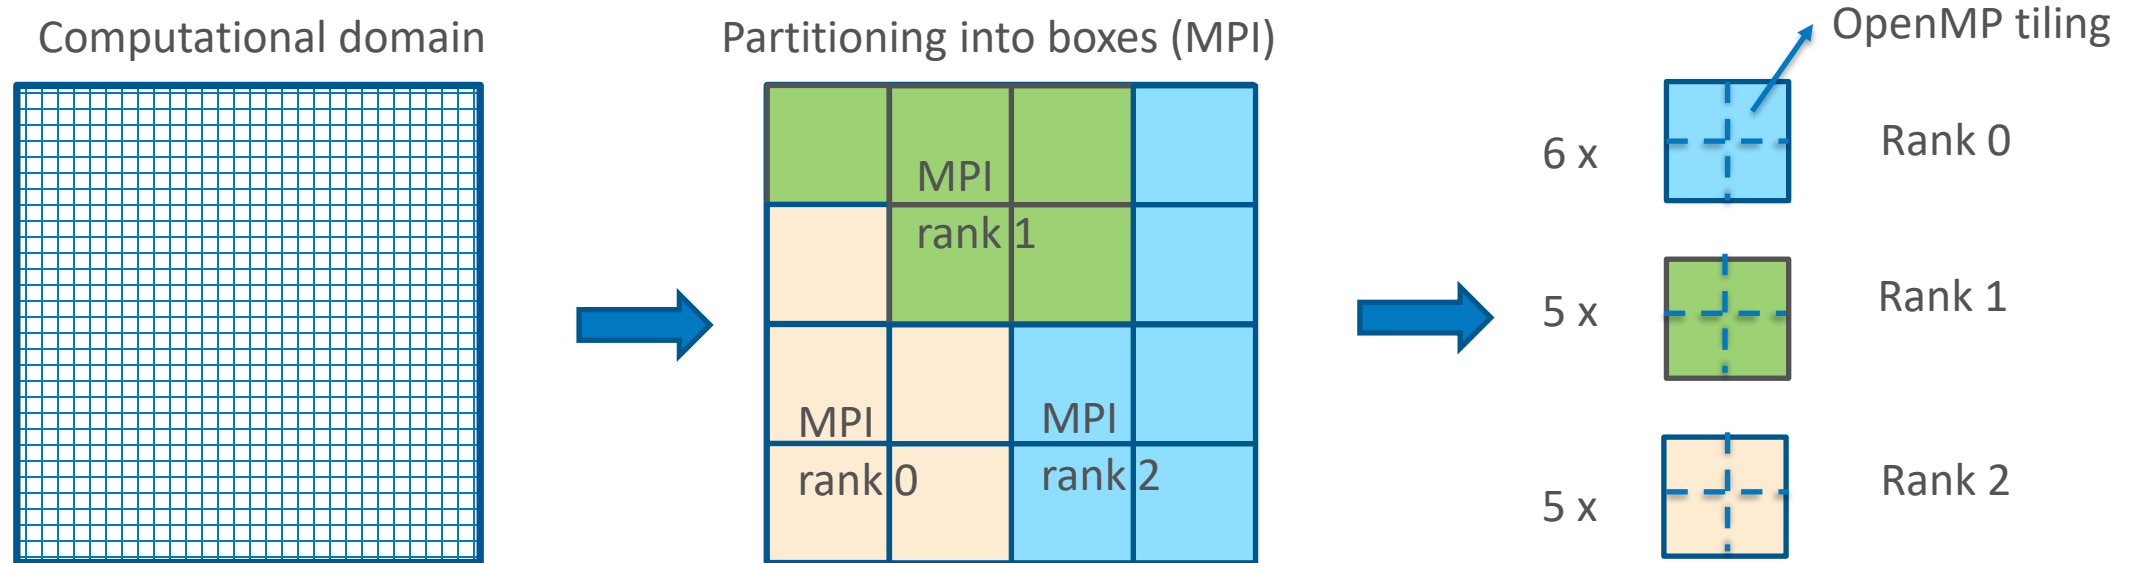 Computational domain
Partitioning into boxes (MPI)
MPI
rank 1
MPI
rank 0
MPI
rank 2
OpenMP tiling
6 x
Rank 0
5 x
Rank 1
5 x
Rank 2